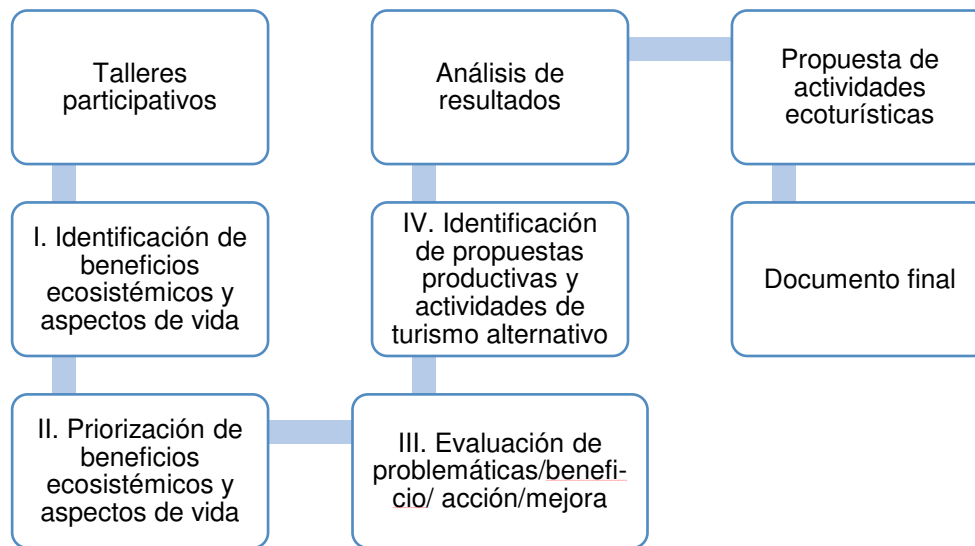 Talleres
participativos
I. Identificación de
beneficios
ecosistémicos y
aspectos de vida
II. Priorización de
beneficios
ecosistémicos y
aspectos de vida
III. Evaluación de
problemáticas/benefi-
cio/ acción/mejora
IV. Identificación
de propuestas
productivas y
actividades de
turismo alternativo
Análisis de
resultados
Propuesta de
actividades
ecoturísticas
Documento final